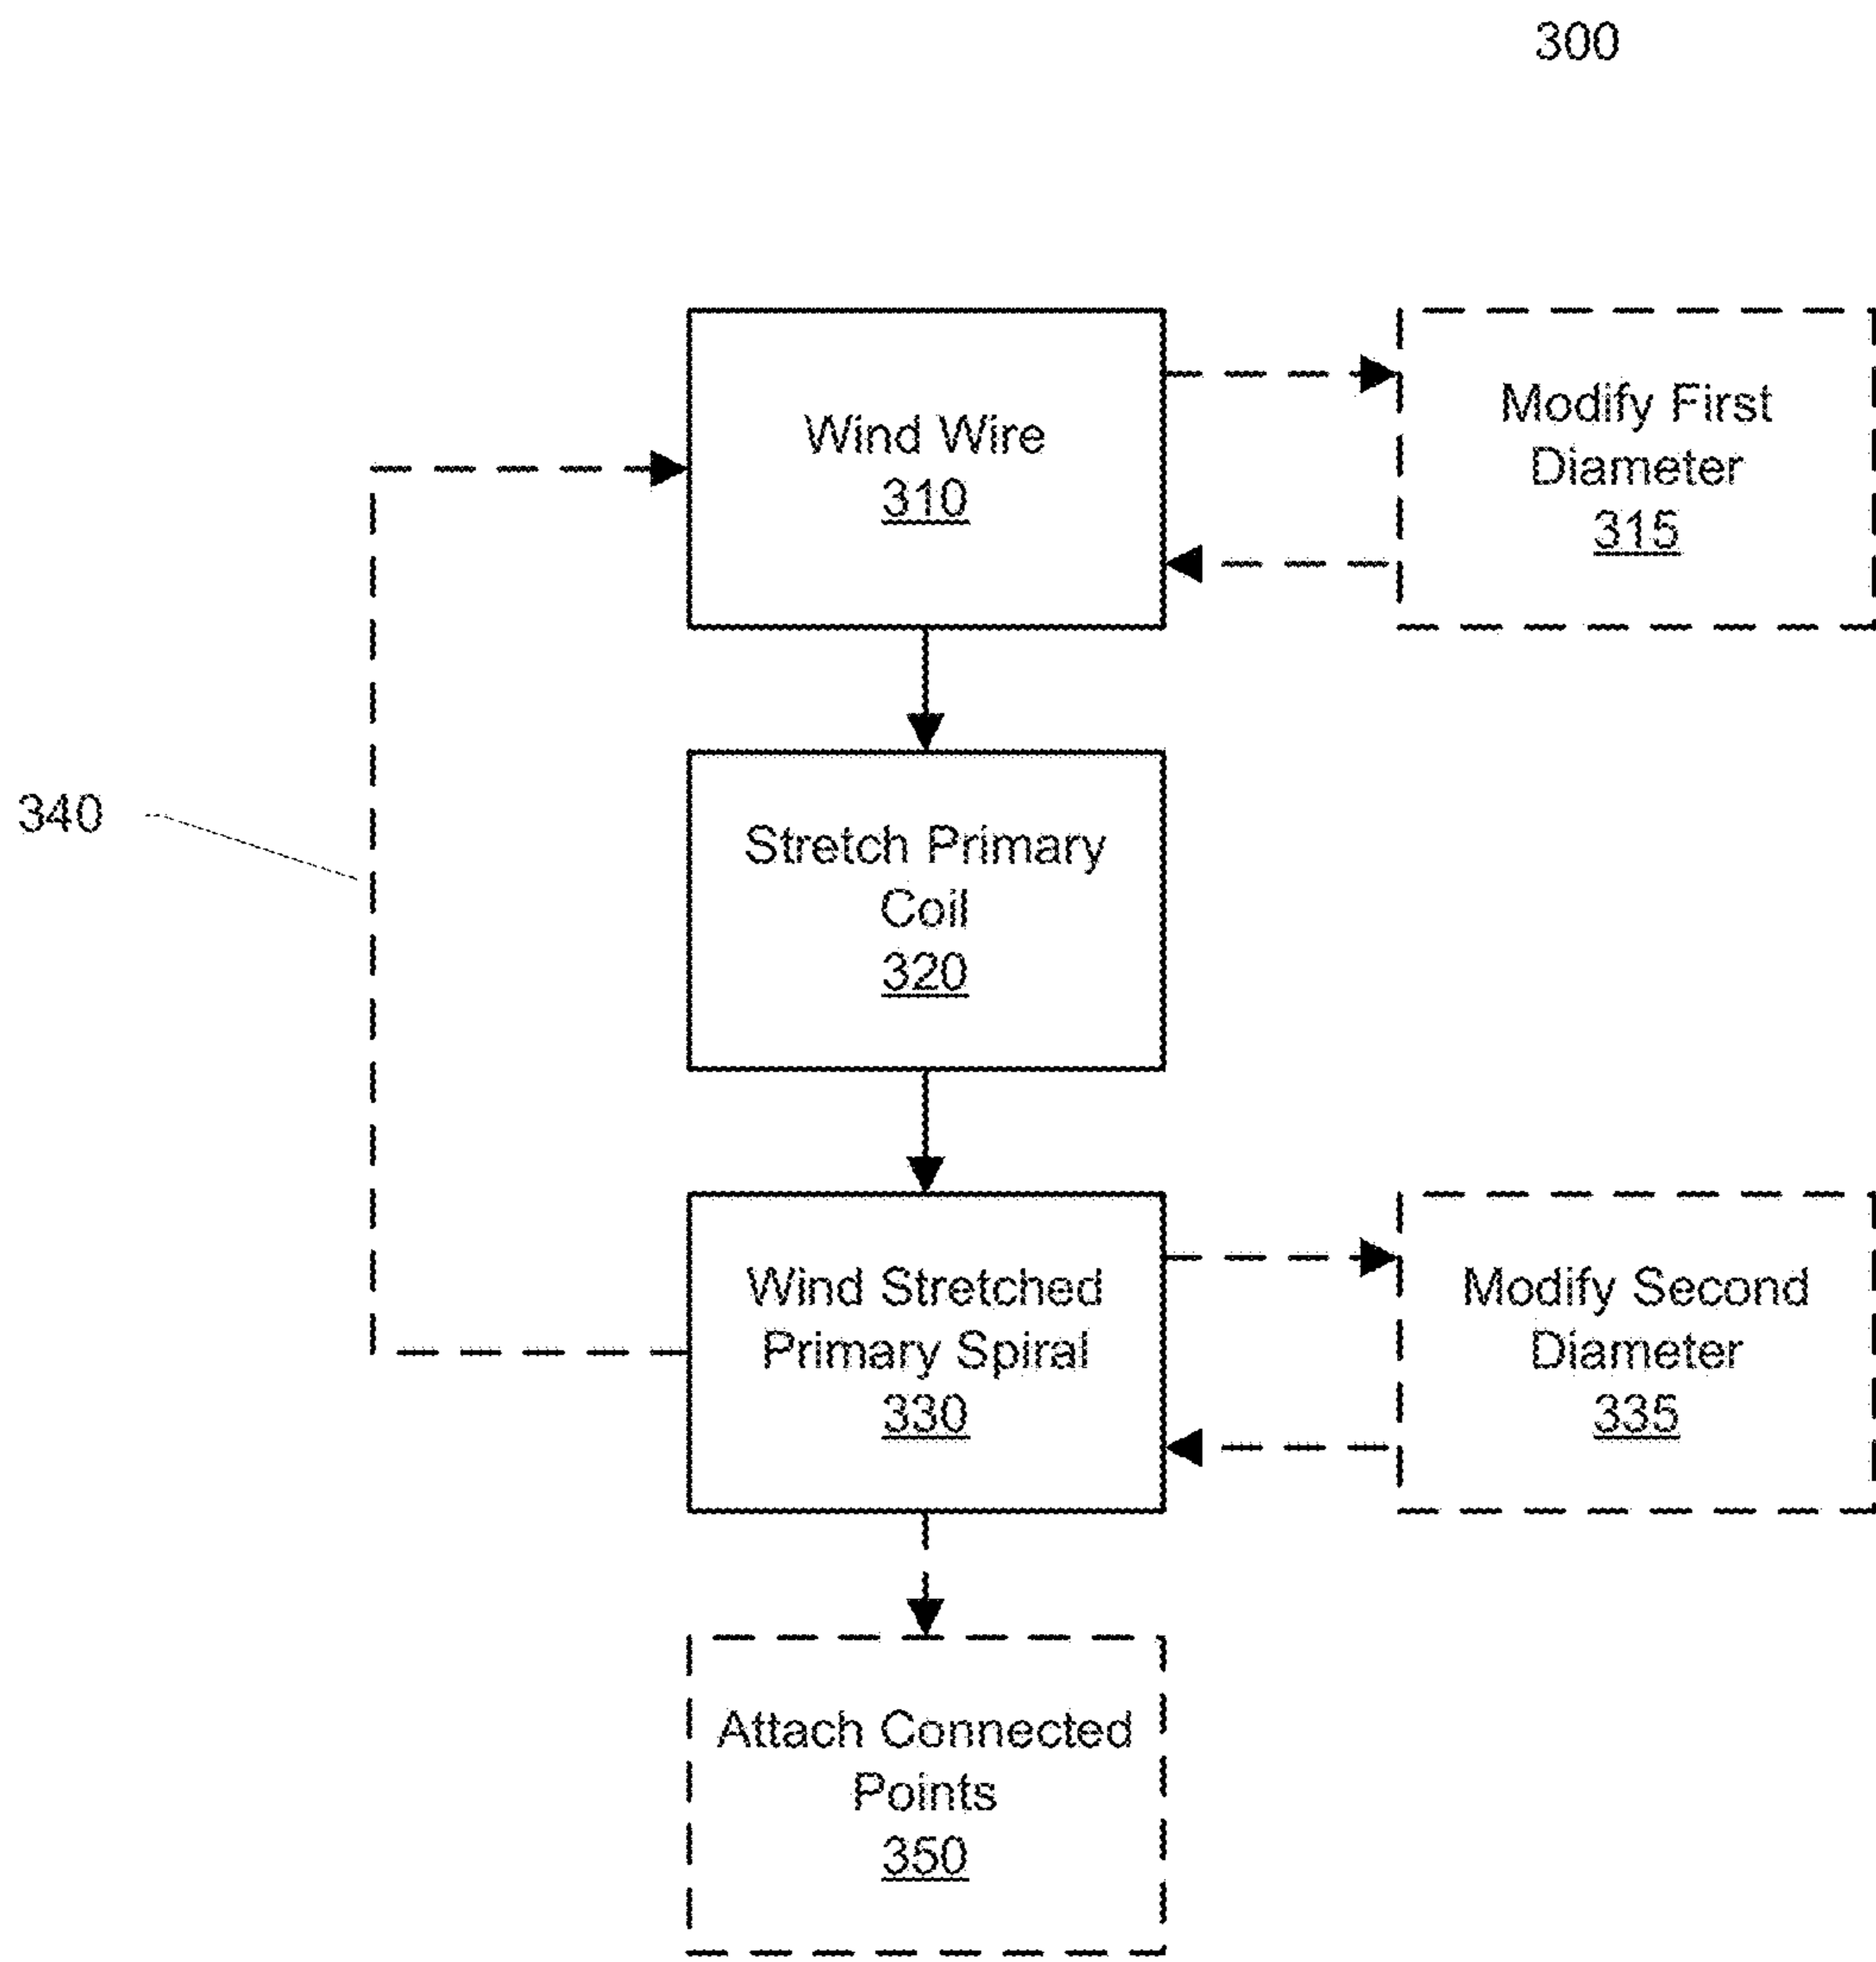 300
Wind Wire
310
Modify First
Diameter
315
340
Stretch Primary
Coil
320
Wind Stretched
Primary Spiral
330
Modify Second
Diameter
335
Attach Connected
Points
350